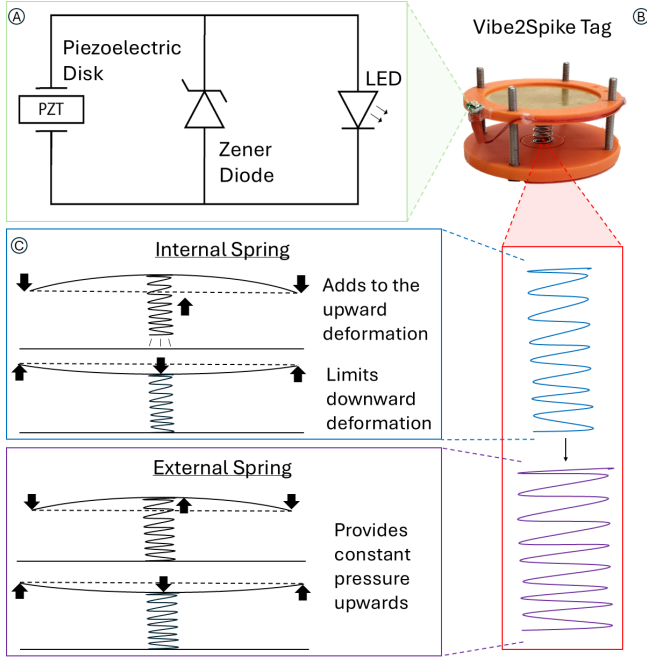 Ⓐ
Piezoelectric
Disk
PZT
Zener
Diode
LED
Vibe2Spike Tag
Ⓑ
Ⓒ
Internal Spring
Adds to the
upward
deformation
Limits
downward
deformation
External Spring
Provides
constant
pressure
upwards